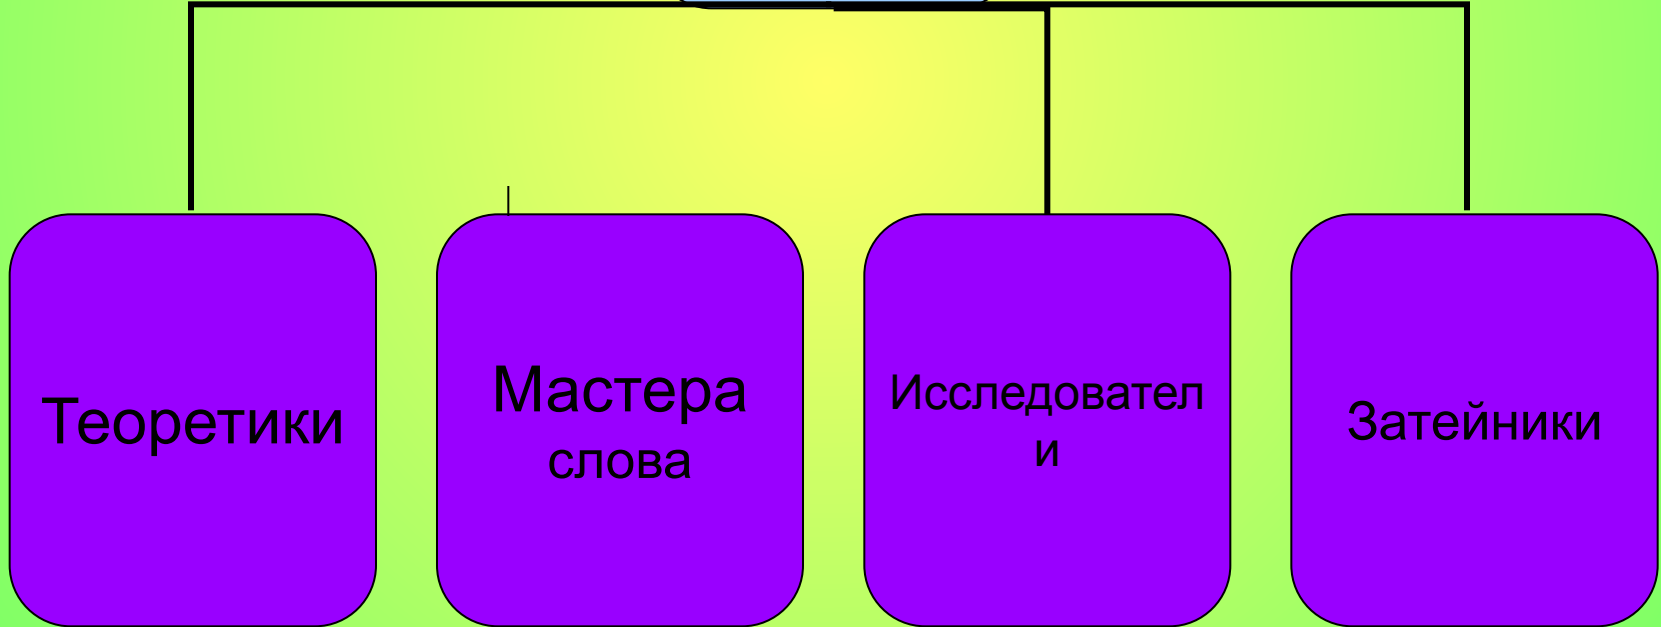 Теоретики
Мастера
слова
Исследовател
и
Затейники